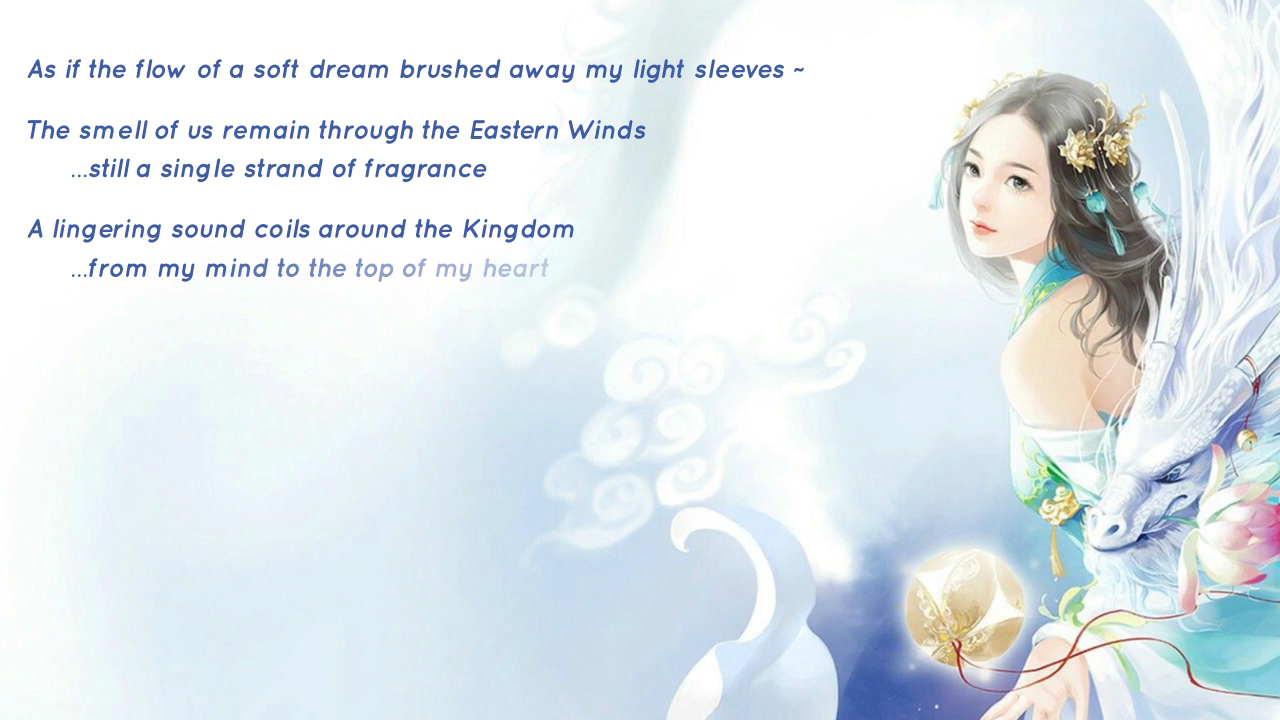 As if the flow of a soft dream brushed away my light sleeves ~
The smell of us remain through the Eastern Winds
...still a single strand of fragrance
A lingering sound coils around the Kingdom
...from my mind to the top of my heart